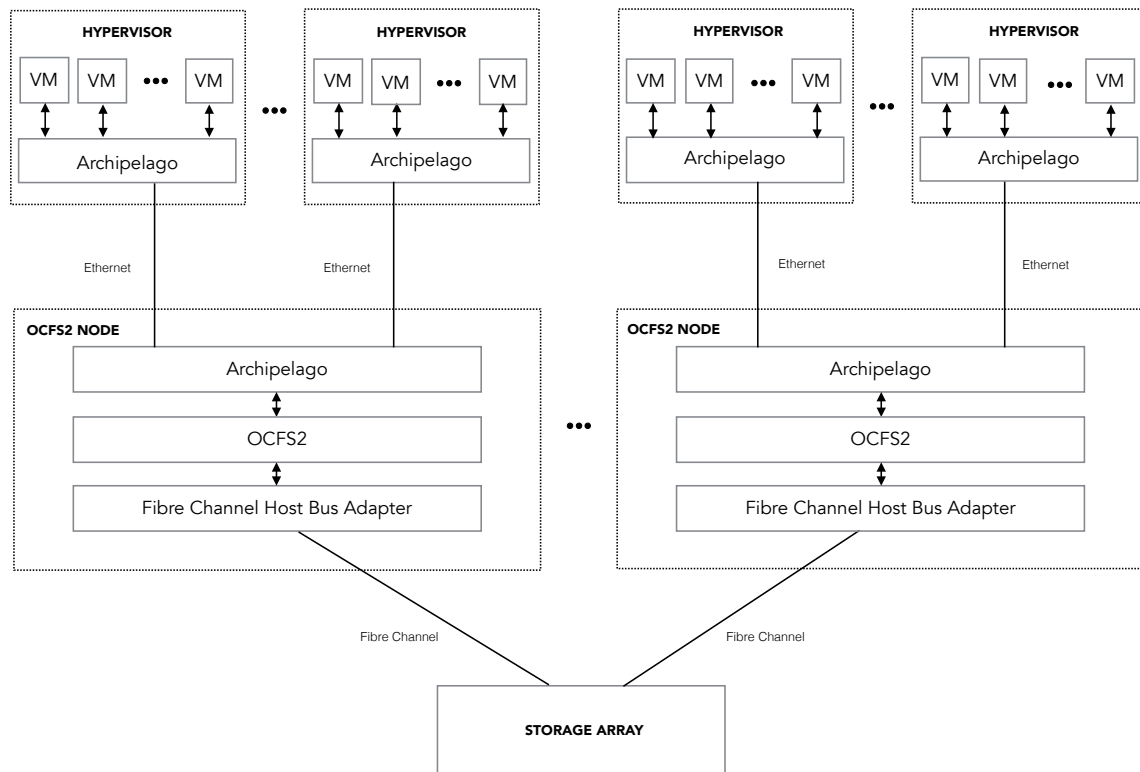 HYPERVISOR
HYPERVISOR
HYPERVISOR
HYPERVISOR
VM VM ••• VM
VM VM ••• VM
VM VM ••• VM
VM VM ••• VM
•••
•••
Archipelago
Archipelago
Archipelago
Archipelago
Ethernet
Ethernet
Ethernet
Ethernet
OCFS2 NODE
Archipelago
OCFS2
Fibre Channel Host Bus Adapter
•••
OCFS2 NODE
Archipelago
OCFS2
Fibre Channel Host Bus Adapter
Fibre Channel
Fibre Channel
STORAGE ARRAY